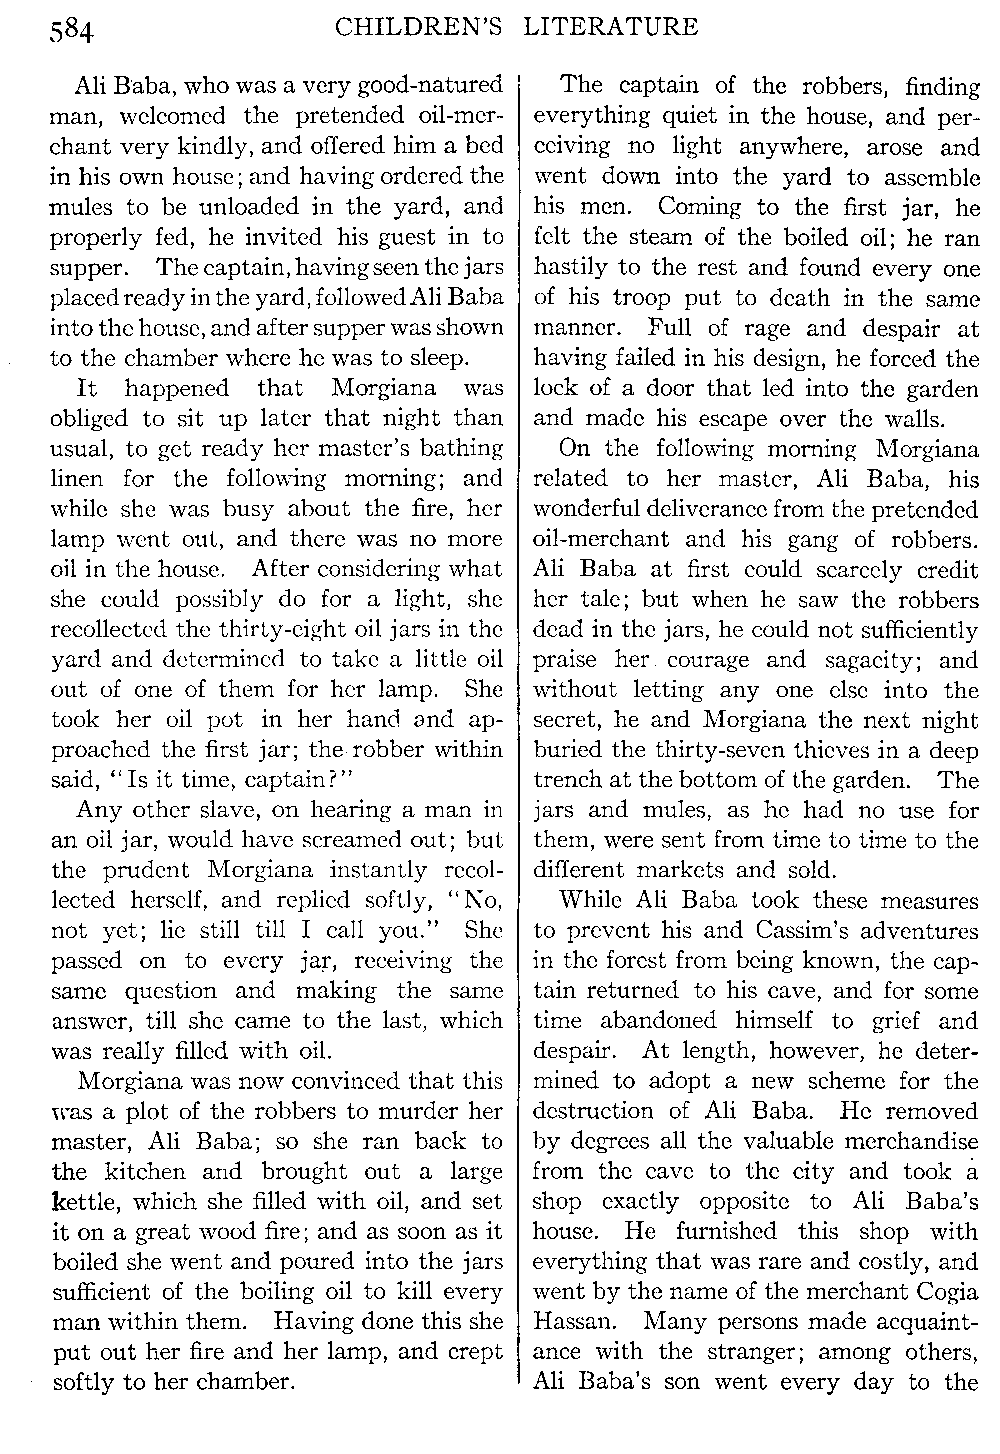 584 CHILDREN'S LITERATURE
Ali Baba, who was a very good-natured
man, welcomed the pretended oil-mer-
chant very kindly, and offered him a bed
in his own house; and having ordered the
mules to be unloaded in the yard, and
properly fed, he invited his guest in to
supper. The captain, having seen the jars
placed ready in the yard, followed Ali Baba
into the house, and after supper was shown
to the chamber where he was to sleep.
It happened that Morgiana was
obliged to sit up later that night than
usual, to get ready her master's bathing
linen for the following morning; and
while she was busy about the fire, her
lamp went out, and there was no more
oil in the house. After considering what
she could possibly do for a light, she
recollected the thirty-eight oil jars in the
yard and determined to take a little oil
out of one of them for her lamp. She
took her oil pot in her hand and ap-
proached the first jar; the robber within
said, "Is it time, captain?"
Any other slave, on hearing a man in
an oil jar, would have screamed out; but
the prudent Morgiana instantly recol-
lected herself, and replied softly, "No,
not yet; lie still till I call you." She
passed on to every jar, receiving the
same question and making the same
answer, till she came to the last, which
was really filled with oil.
Morgiana was now convinced that this
was a plot of the robbers to murder her
master, Ali Baba; so she ran back to
the kitchen and brought out a large
kettle, which she filled with oil, and set
it on a great wood fire; and as soon as it
boiled she went and poured into the jars
sufficient of the boiling oil to kill every
man within them. Having done this she
put out her fire and her lamp, and crept
softly to her chamber.
The captain of the robbers, finding
everything quiet in the house, and per-
ceiving no light anywhere, arose and
went down into the yard to assemble
his men. Coming to the first jar, he
felt the steam of the boiled oil; he ran
hastily to the rest and found every one
of his troop put to death in the same
manner. Full of rage and despair at
having failed in his design, he forced the
lock of a door that led into the garden
and made his escape over the walls.
On the following morning Morgiana
related to her master, Ali Baba, his
wonderful deliverance from the pretended
oil-merchant and his gang of robbers.
Ali Baba at first could scarcely credit
her tale; but when he saw the robbers
dead in the jars, he could not sufficiently
praise her courage and sagacity; and
without letting any one else into the
secret, he and Morgiana the next night
buried the thirty-seven thieves in a deep
trench at the bottom of the garden. The
jars and mules, as he had no use for
them, were sent from time to time to the
different markets and sold.
While Ali Baba took these measures
to prevent his and Cassim's adventures
in the forest from being known, the cap-
tain returned to his cave, and for some
time abandoned himself to grief and
despair. At length, however, he deter-
mined to adopt a new scheme for the
destruction of Ali Baba. He removed
by degrees all the valuable merchandise
from the cave to the city and took a
shop exactly opposite to Ali Baba's
house. He furnished this shop with
everything that was rare and costly, and
went by the name of the merchant Cogia
Hassan. Many persons made acquaint-
ance with the stranger; among others,
Ali Baba's son went every day to the